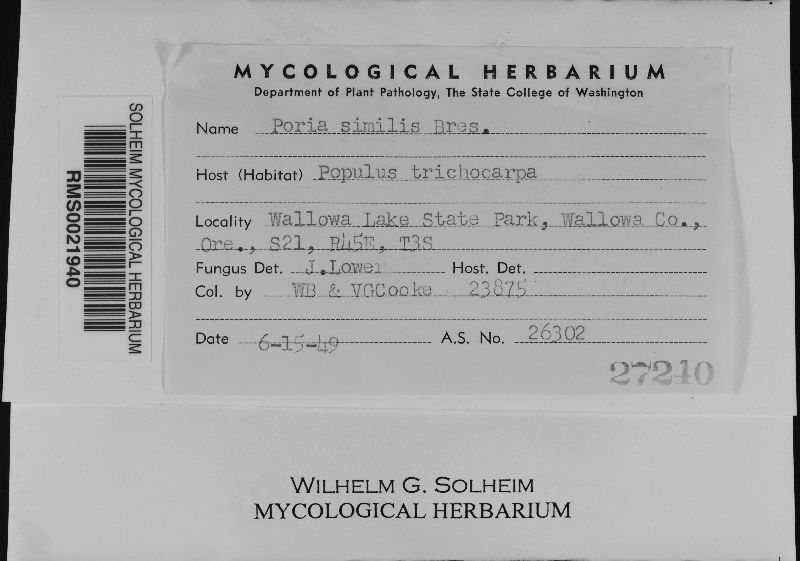 MYCOLOGICAL HERBARIUM
Department of Plant Pathology, The State College of Washington
Name Poria similis Bres.
Host (Habitat) Populus trichocarpa
Locality Wallowa Lake State Park, Wallowa Co.,
Ore., S21, R45E, T3S
Fungus Det. J.Lower Host. Det.
Col. by WB & VGCooke 23875
Date 6-15-49 A.S. No. 26302
27240
SOLHEIM MYCOLOGICAL HERBARIUM
RMS0021940
WILHELM G. SOLHEIM
MYCOLOGICAL HERBARIUM